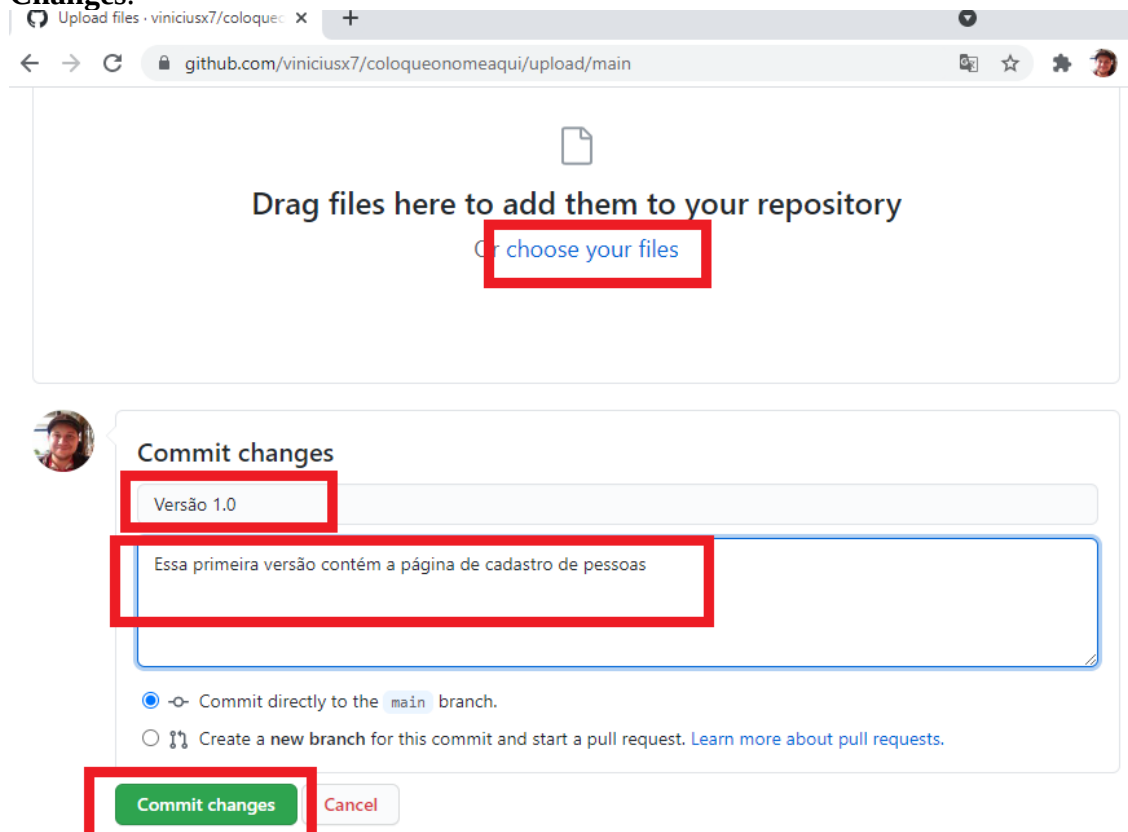 Changes.
Upload files · viniciusx7/coloquec
github.com/viniciusx7/coloqueonomeaqui/upload/main
Drag files here to add them to your repository
Or choose your files
Commit changes
Versão 1.0
Essa primeira versão contém a página de cadastro de pessoas
Commit directly to the main branch.
Create a new branch for this commit and start a pull request. Learn more about pull requests.
Commit changes Cancel